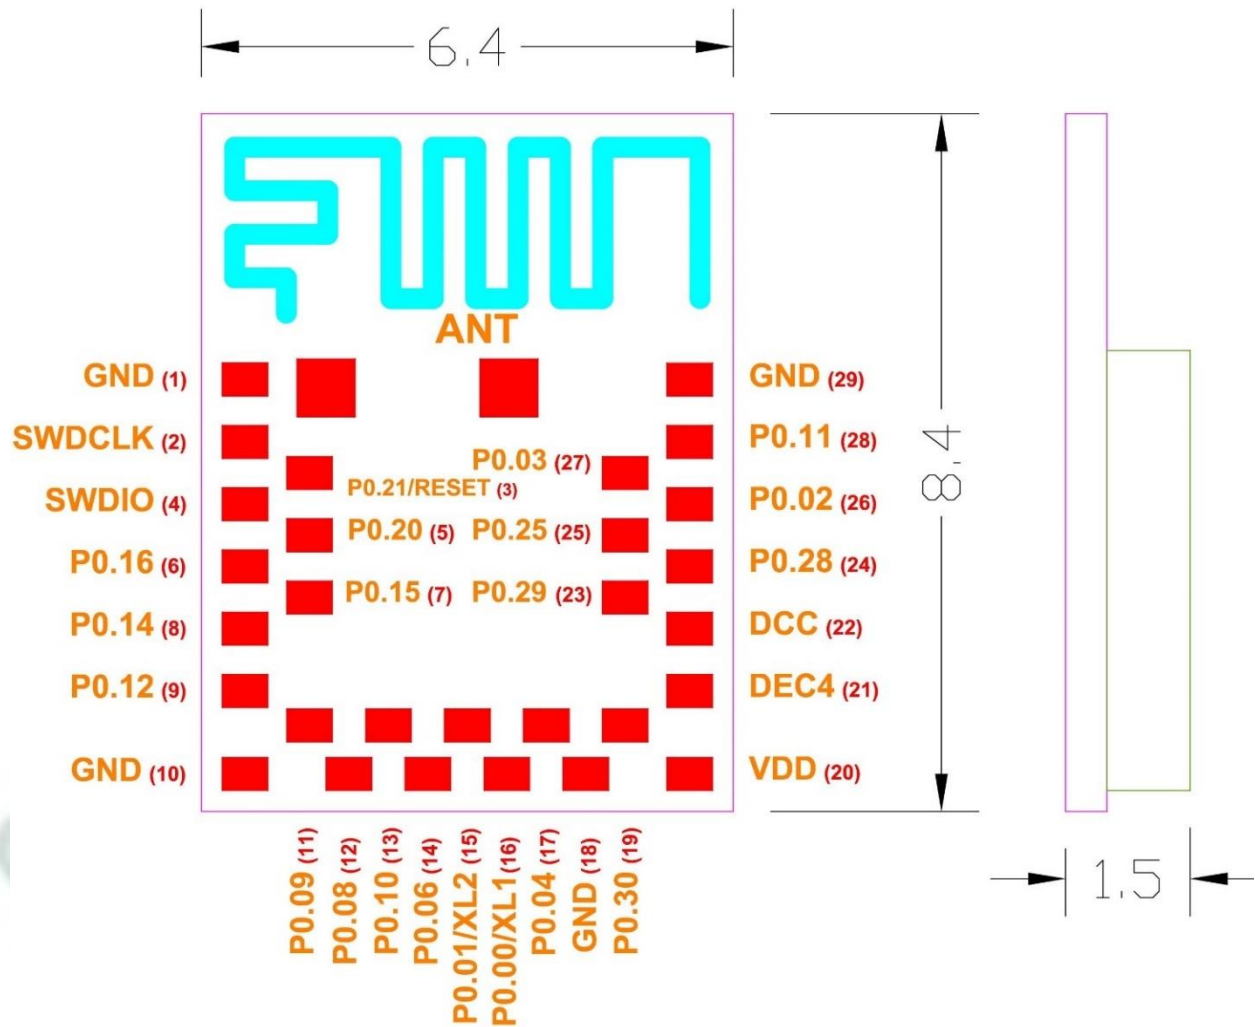 6.4
ANT
GND (1)
GND (29)
SWDCLK (2)
P0.11 (28)
P0.03 (27)
P0.21/RESET (3)
SWDIO (4)
P0.02 (26)
8.4
P0.20 (5)
P0.25 (25)
P0.16 (6)
P0.28 (24)
P0.15 (7)
P0.29 (23)
P0.14 (8)
DCC (22)
P0.12 (9)
DEC4 (21)
GND (10)
VDD (20)
P0.09 (11)
P0.08 (12)
P0.10 (13)
P0.06 (14)
P0.01/XL2 (15)
P0.00/XL1 (16)
P0.04 (17)
GND (18)
P0.30 (19)
1.5